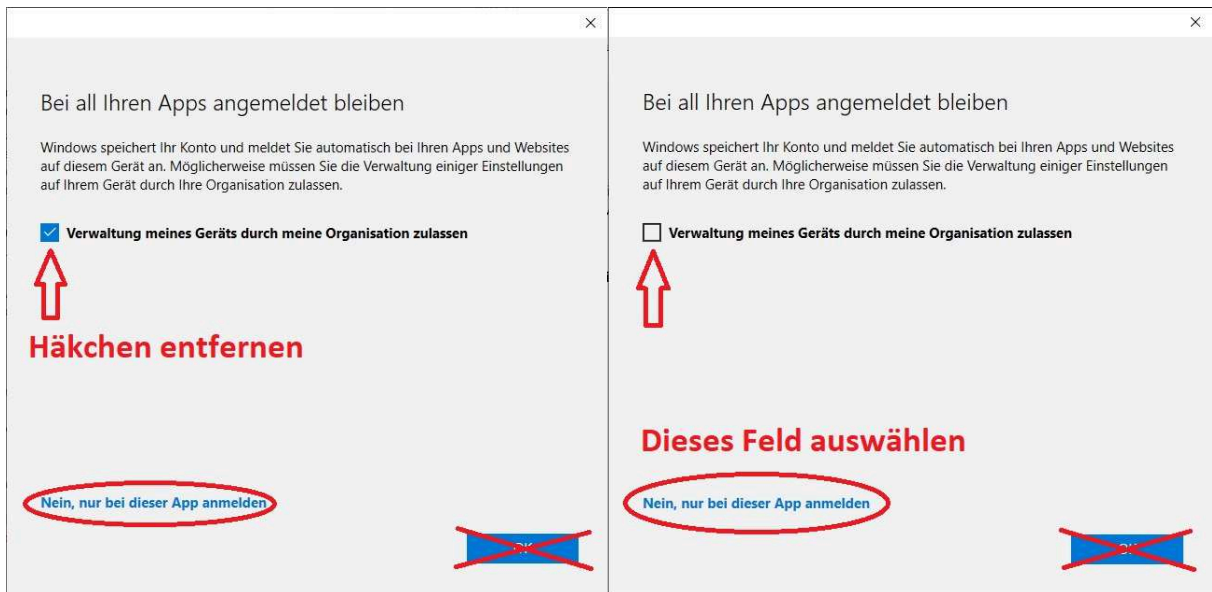 Bei all Ihren Apps angemeldet bleiben
Windows speichert Ihr Konto und meldet Sie automatisch bei Ihren Apps und Websites
auf diesem Gerät an. Möglicherweise müssen Sie die Verwaltung einiger Einstellungen
auf Ihrem Gerät durch Ihre Organisation zulassen.
Verwaltung meines Geräts durch meine Organisation zulassen
Häkchen entfernen
Nein, nur bei dieser App anmelden
OK
Bei all Ihren Apps angemeldet bleiben
Windows speichert Ihr Konto und meldet Sie automatisch bei Ihren Apps und Websites
auf diesem Gerät an. Möglicherweise müssen Sie die Verwaltung einiger Einstellungen
auf Ihrem Gerät durch Ihre Organisation zulassen.
Verwaltung meines Geräts durch meine Organisation zulassen
Dieses Feld auswählen
Nein, nur bei dieser App anmelden
OK